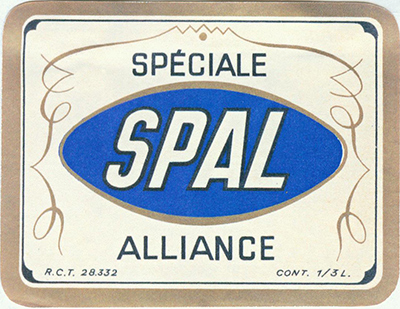 SPÉCIALE
SPAL
ALLIANCE
R.C.T. 28.332 CONT. 1/3 L.